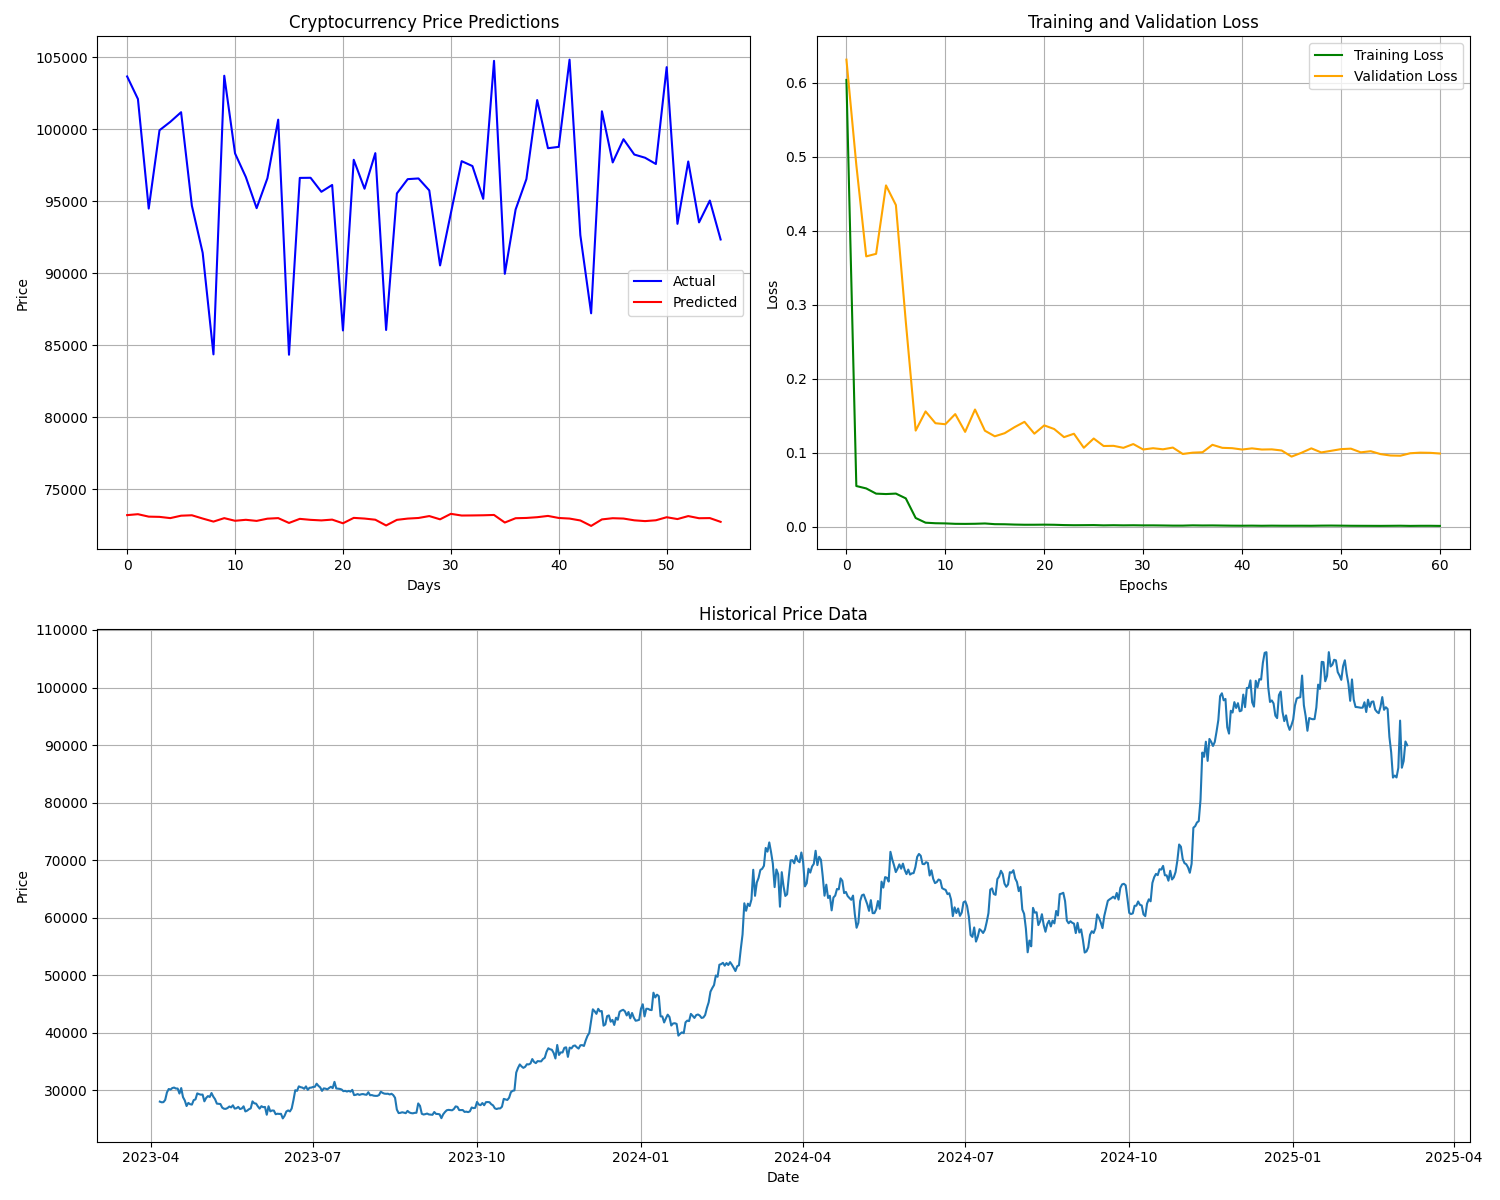 Cryptocurrency Price Predictions
105000
100000
95000
90000
85000
80000
75000
Price
0 10 20 30 40 50
Days
Actual
Predicted
Training and Validation Loss
0.6
0.5
0.4
0.3
0.2
0.1
0.0
Loss
0 10 20 30 40 50 60
Epochs
Training Loss
Validation Loss
Historical Price Data
110000
100000
90000
80000
70000
60000
50000
40000
30000
Price
2023-04 2023-07 2023-10 2024-01 2024-04 2024-07 2024-10 2025-01 2025-04
Date